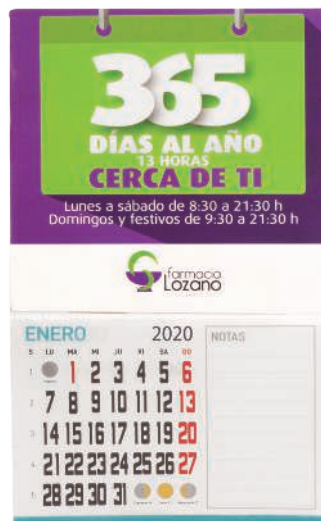 365
DÍAS AL AÑO
13 HORAS
CERCA DE TI
Lunes a sábado de 8:30 a 21:30 h
Domingos y festivos de 9:30 a 21:30 h
farmacia
Lozano
ENERO 2020 NOTAS
S LU MA MI JU VI SA DO
1 1 2 3 4 5 6
2 7 8 9 10 11 12 13
3 14 15 16 17 18 19 20
4 21 22 23 24 25 26 27
5 28 29 30 31